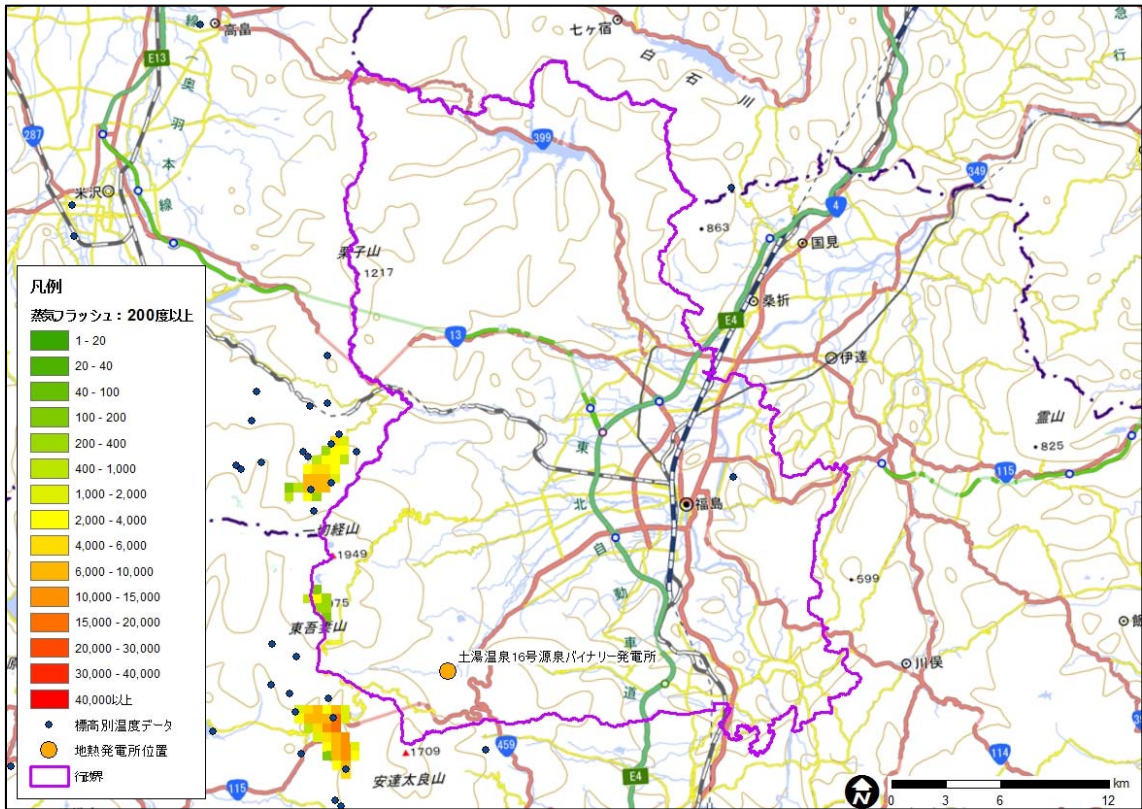 高畠
七ヶ宿
白石川
急行
E13
奥羽本線
287
米沢
399
349
4
863
国見
栗子山
1217
桑折
E4
13
伊達
霊山
825
115
東北自動車道
福島
一切経山
1949
599
975
東吾妻山
土湯温泉16号源泉バイナリー発電所
川俣
飯
原
1709
安達太良山
459
E4
115
114
凡例
蒸気フラッシュ：200度以上
1 - 20
20 - 40
40 - 100
100 - 200
200 - 400
400 - 1,000
1,000 - 2,000
2,000 - 4,000
4,000 - 6,000
6,000 - 10,000
10,000 - 15,000
15,000 - 20,000
20,000 - 30,000
30,000 - 40,000
40,000以上
標高別温度データ
地熱発電所位置
行政界
N
km
0 3 6 12